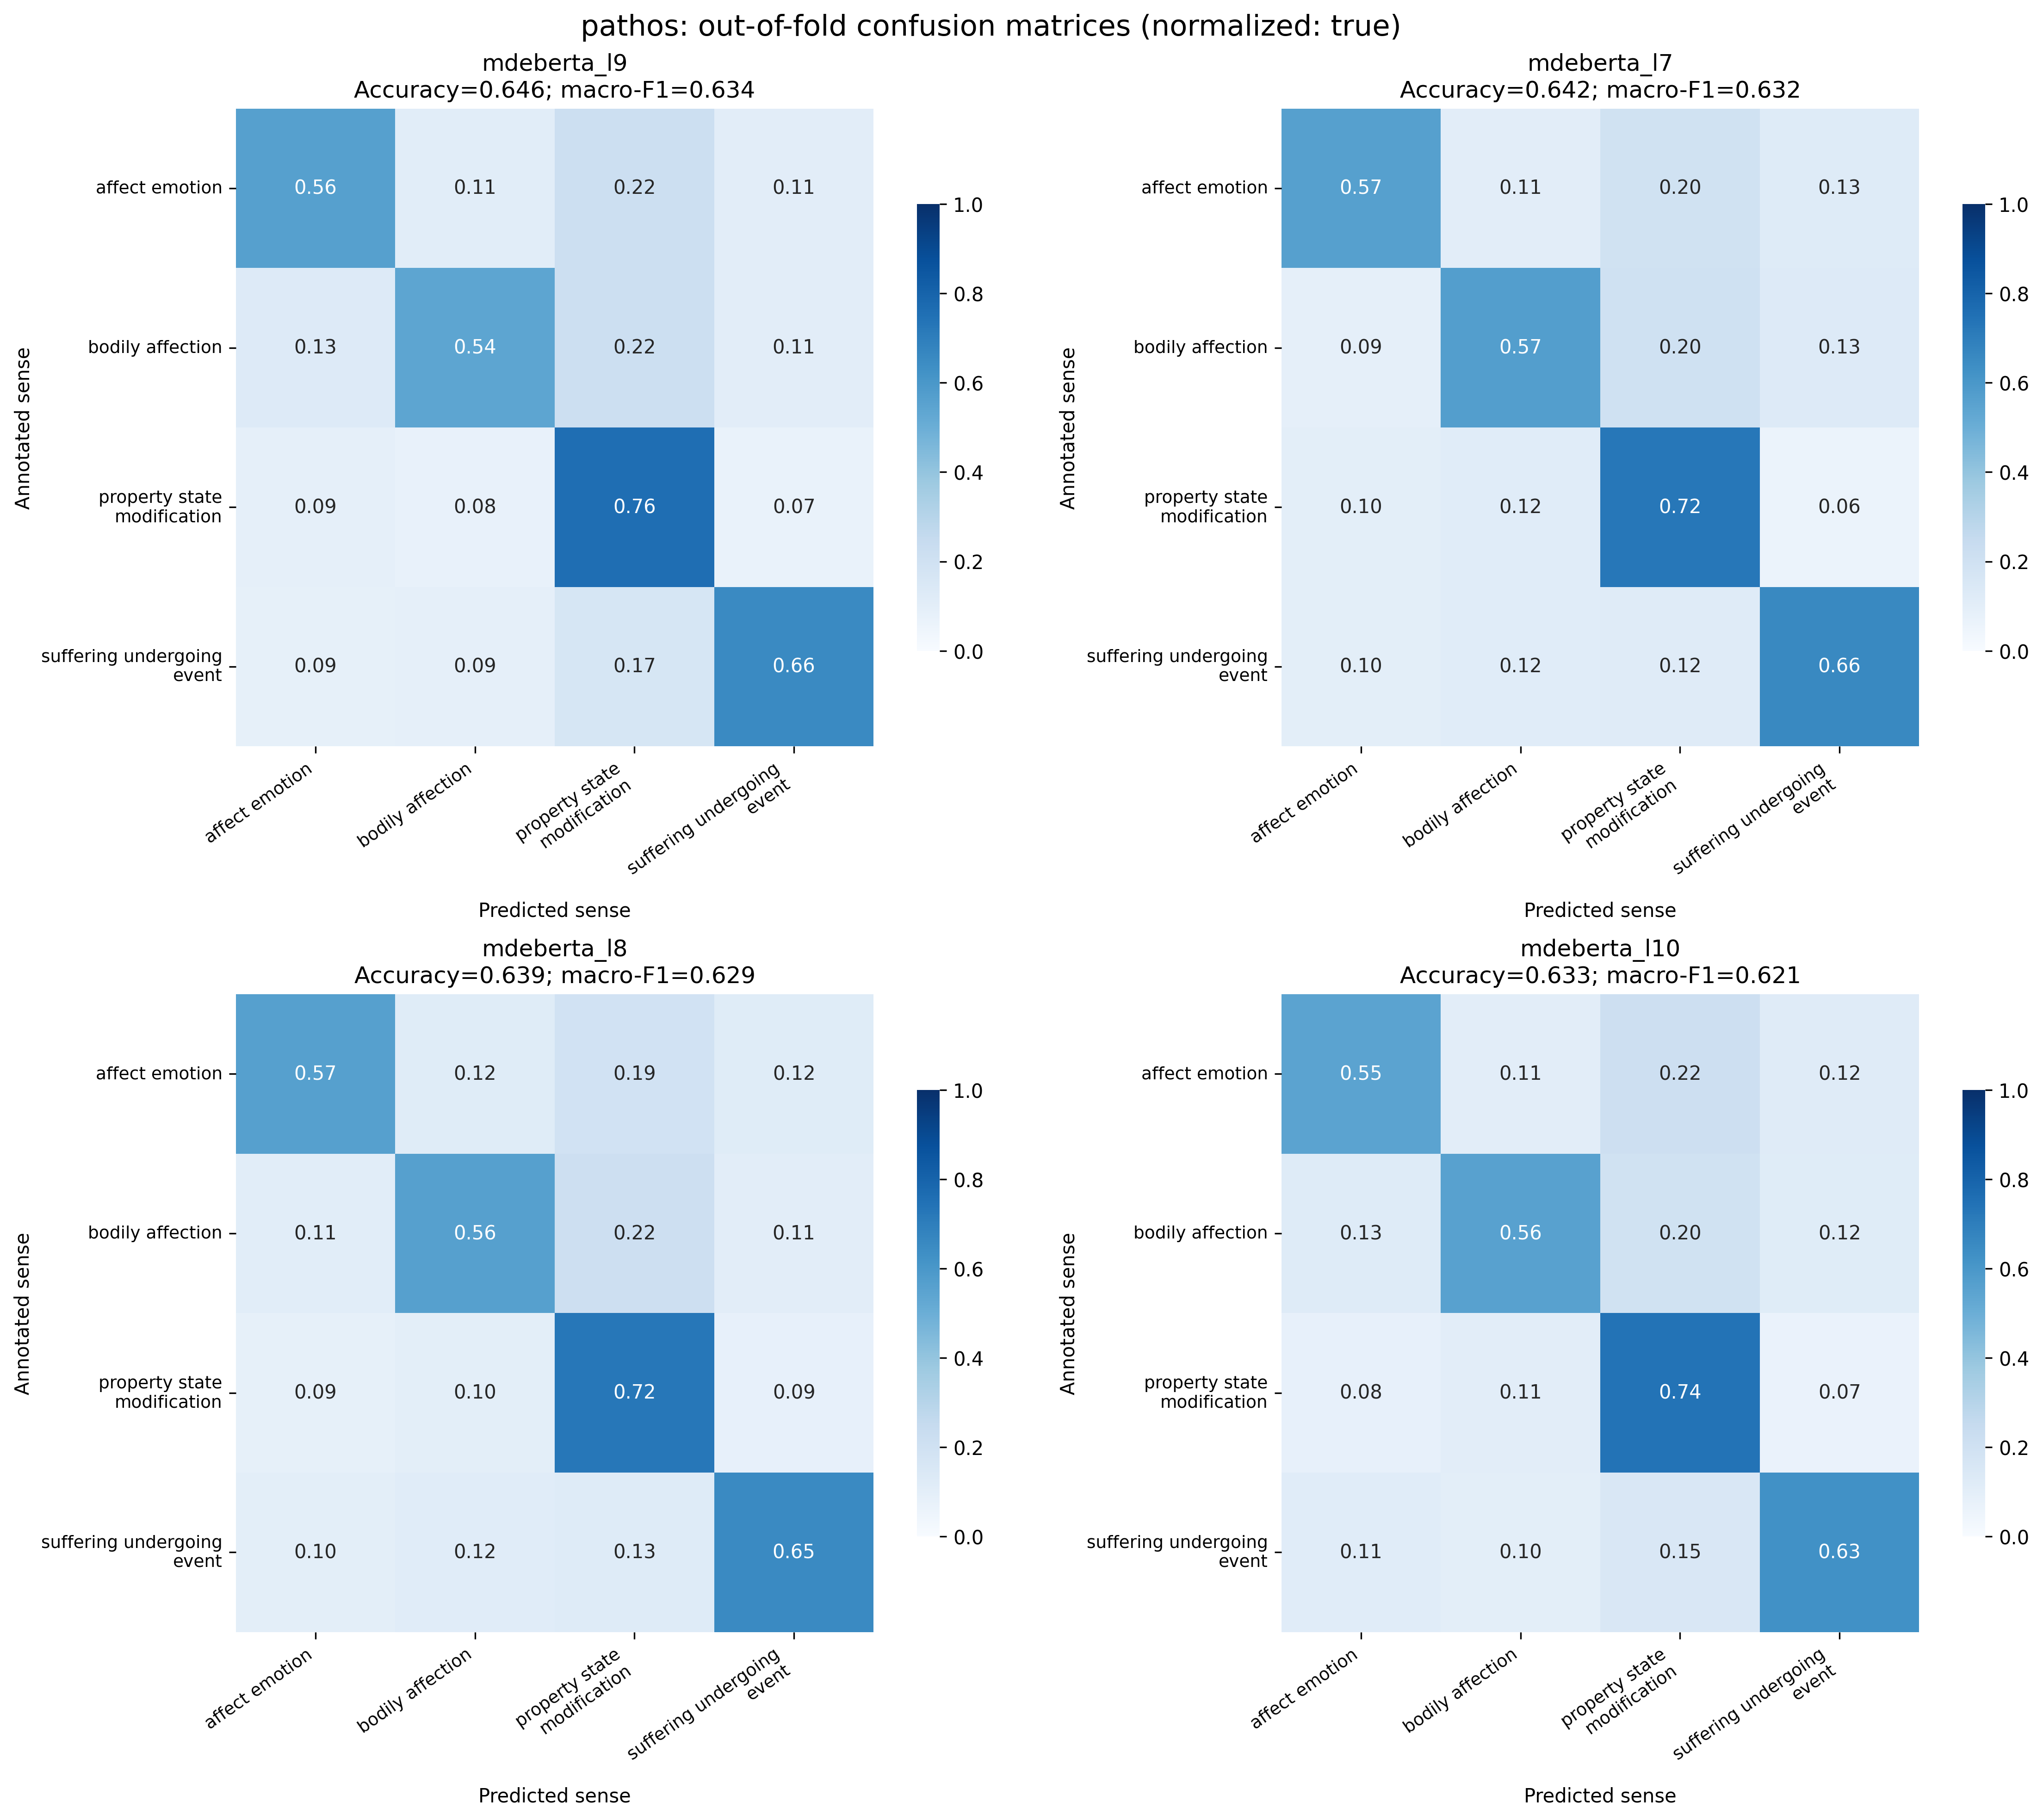 pathos: out-of-fold confusion matrices (normalized: true)
mdeberta_l9
Accuracy=0.646; macro-F1=0.634
Annotated sense
affect emotion
0.56 0.11 0.22 0.11
bodily affection
0.13 0.54 0.22 0.11
property state
modification
0.09 0.08 0.76 0.07
suffering undergoing
event
0.09 0.09 0.17 0.66
affect emotion
bodily affection
property state
modification
suffering undergoing
event
Predicted sense
1.0
0.8
0.6
0.4
0.2
0.0
mdeberta_l7
Accuracy=0.642; macro-F1=0.632
Annotated sense
affect emotion
0.57 0.11 0.20 0.13
bodily affection
0.09 0.57 0.20 0.13
property state
modification
0.10 0.12 0.72 0.06
suffering undergoing
event
0.10 0.12 0.12 0.66
affect emotion
bodily affection
property state
modification
suffering undergoing
event
Predicted sense
1.0
0.8
0.6
0.4
0.2
0.0
mdeberta_l8
Accuracy=0.639; macro-F1=0.629
Annotated sense
affect emotion
0.57 0.12 0.19 0.12
bodily affection
0.11 0.56 0.22 0.11
property state
modification
0.09 0.10 0.72 0.09
suffering undergoing
event
0.10 0.12 0.13 0.65
affect emotion
bodily affection
property state
modification
suffering undergoing
event
Predicted sense
1.0
0.8
0.6
0.4
0.2
0.0
mdeberta_l10
Accuracy=0.633; macro-F1=0.621
Annotated sense
affect emotion
0.55 0.11 0.22 0.12
bodily affection
0.13 0.56 0.20 0.12
property state
modification
0.08 0.11 0.74 0.07
suffering undergoing
event
0.11 0.10 0.15 0.63
affect emotion
bodily affection
property state
modification
suffering undergoing
event
Predicted sense
1.0
0.8
0.6
0.4
0.2
0.0